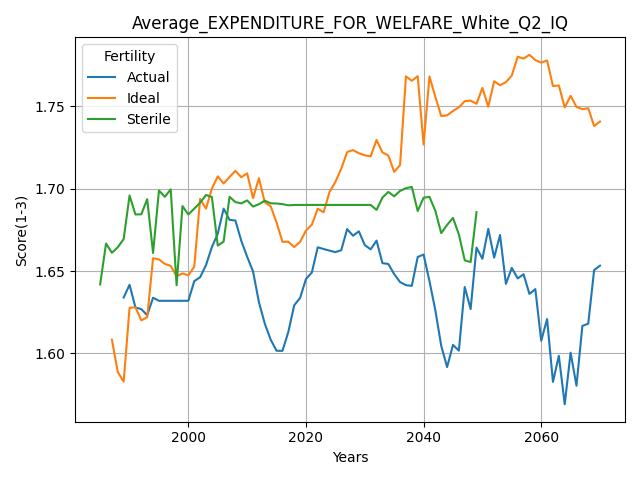 Average_EXPENDITURE_FOR_WELFARE_White_Q2_IQ
Fertility
Actual
Ideal
Sterile
Score(1-3)
1.75
1.70
1.65
1.60
2000 2020 2040 2060
Years